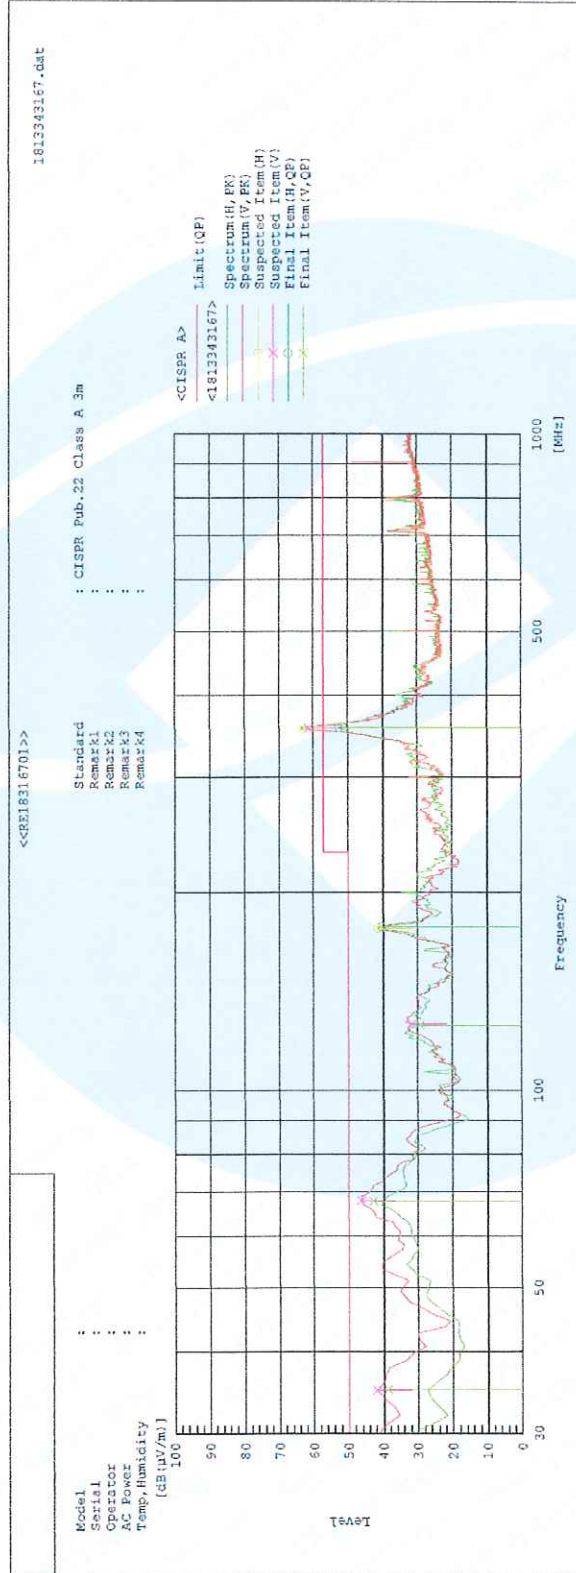 <<RE18316701>>
1813343167.dat
Model :
Serial :
Operator :
AC Power :
Temp,Humidity :
Standard : CISPR Pub.22 Class A 3m
Remark1 :
Remark2 :
Remark3 :
Remark4 :
[dB(µV/m)]
100
90
80
70
60
50
40
30
20
10
0
Level
30
50
100
500
1000
[MHz]
Frequency
<CISPR A>
Limit(QP)
<1813343167>
Spectrum(H,PK)
Spectrum(V,PK)
Suspected Item(H)
Suspected Item(V)
Final Item(H,QP)
Final Item(V,QP)